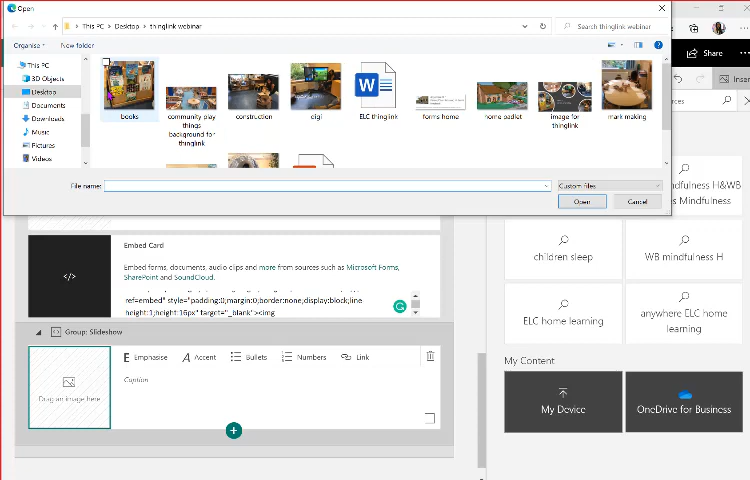 Open
This PC > Desktop > thinglink webinar
Search thinglink webinar
Organise
New folder
This PC
3D Objects
Desktop
Documents
Downloads
Music
Pictures
Videos
books
community play
things
background for
thinglink
construction
digi
ELC thinglink
forms home
home padlet
image for
thinglink
mark making
File name:
Custom files
Open
Cancel
Share
Inser
rces
Embed Card
Embed forms, documents, audio clips and more from sources such as Microsoft Forms,
SharePoint and SoundCloud.
ref=embed" style="padding:0;margin:0;border:none;display:block;line
height:1;height:16px" target="_blank"><img
Group: Slideshow
Drag an image here
E Emphasise
A Accent
Bullets
Numbers
Link
Caption
ndfulness H&WB
s Mindfulness
children sleep
WB mindfulness H
ELC home learning
anywhere ELC home
learning
My Content
My Device
OneDrive for Business